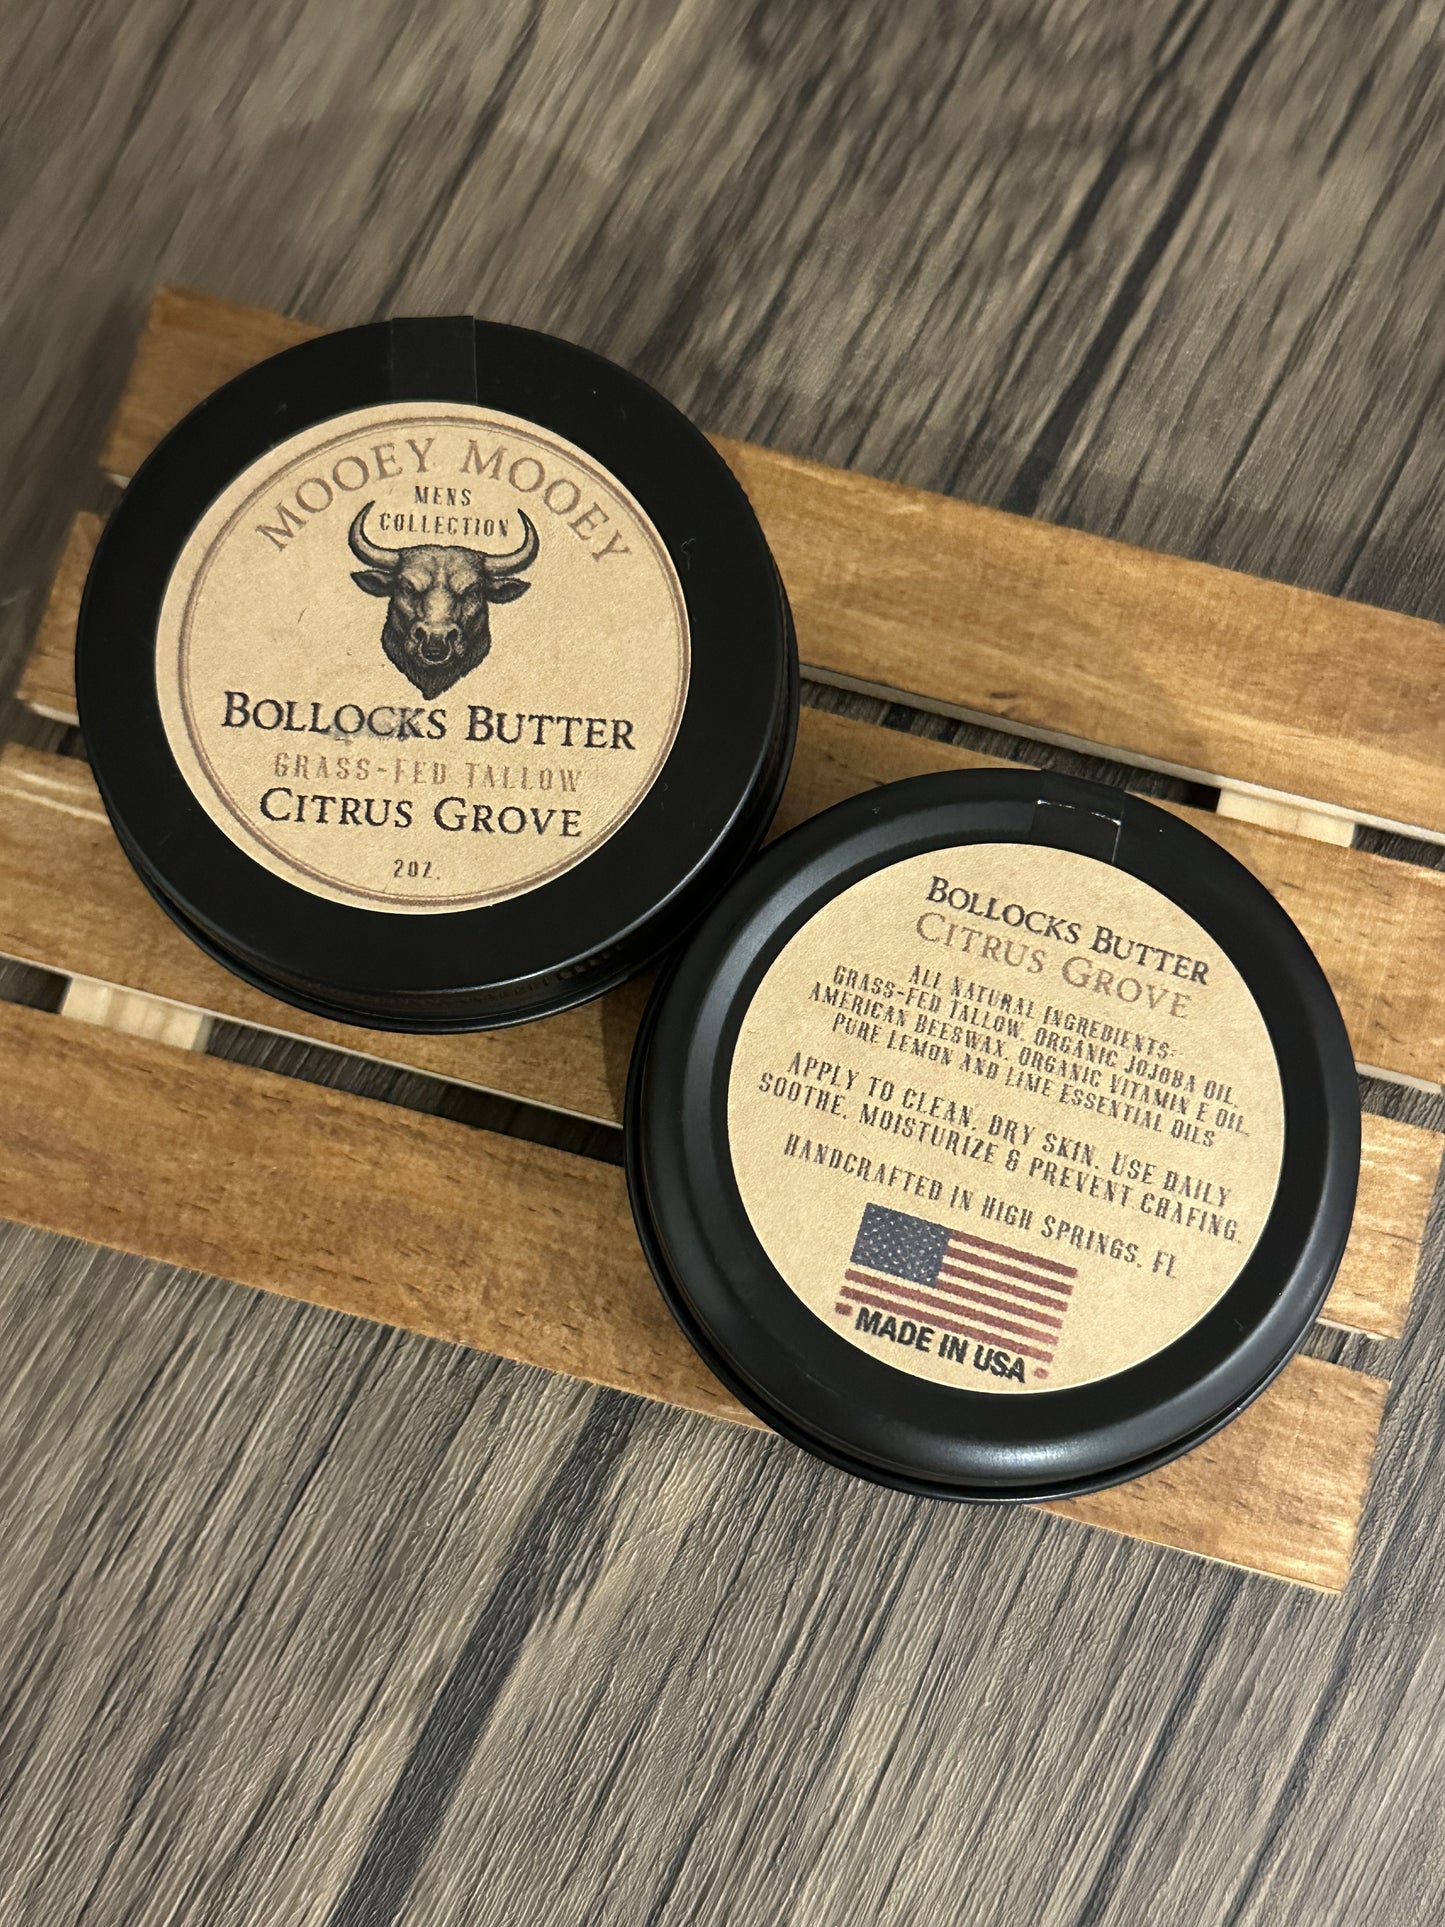 MOOEY MOOEY
MENS
COLLECTION
BOLLOCKS BUTTER
GRASS-FED TALLOW
CITRUS GROVE
2OZ.
BOLLOCKS BUTTER
CITRUS GROVE
ALL NATURAL INGREDIENTS:
GRASS-FED TALLOW, ORGANIC JOJOBA OIL,
AMERICAN BEESWAX, ORGANIC VITAMIN E OIL,
PURE LEMON AND LIME ESSENTIAL OILS
APPLY TO CLEAN, DRY SKIN. USE DAILY
SOOTHE, MOISTURIZE & PREVENT CHAFING.
HANDCRAFTED IN HIGH SPRINGS, FL
MADE IN USA